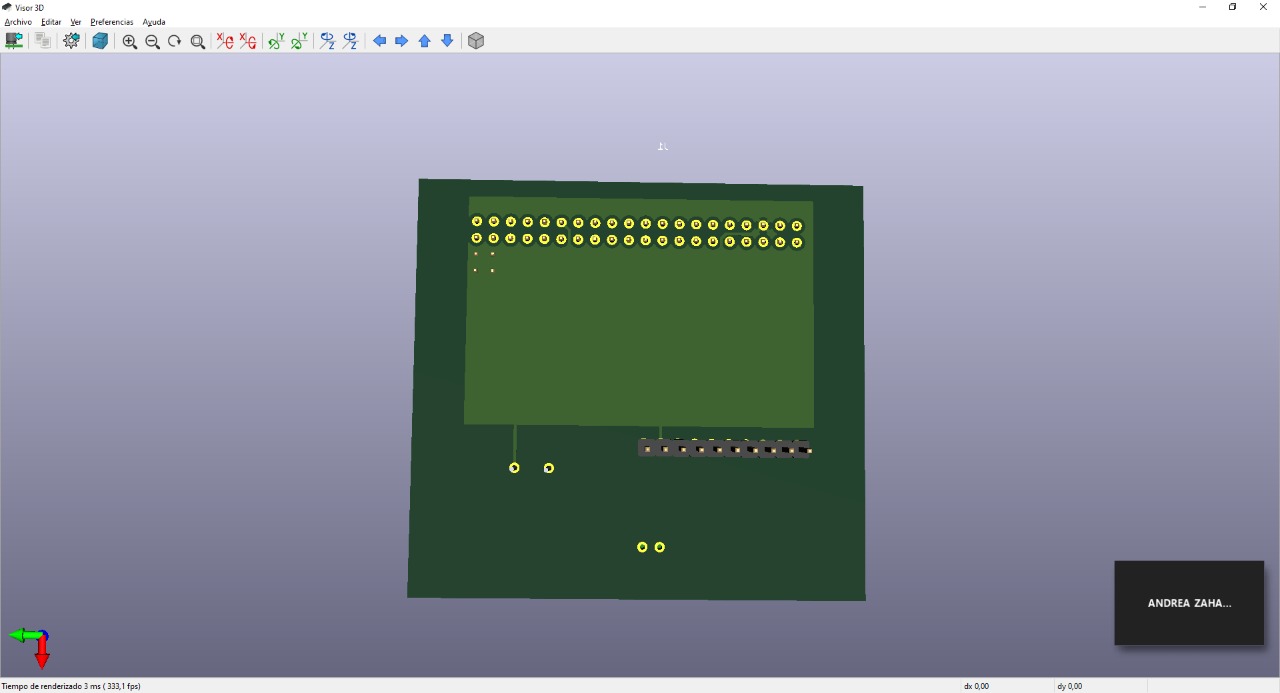 Visor 3D
Archivo Editar Ver Preferencias Ayuda
ANDREA ZAHA...
Tiempo de renderizado 3 ms ( 333,1 fps) dx 0,00 dy 0,00